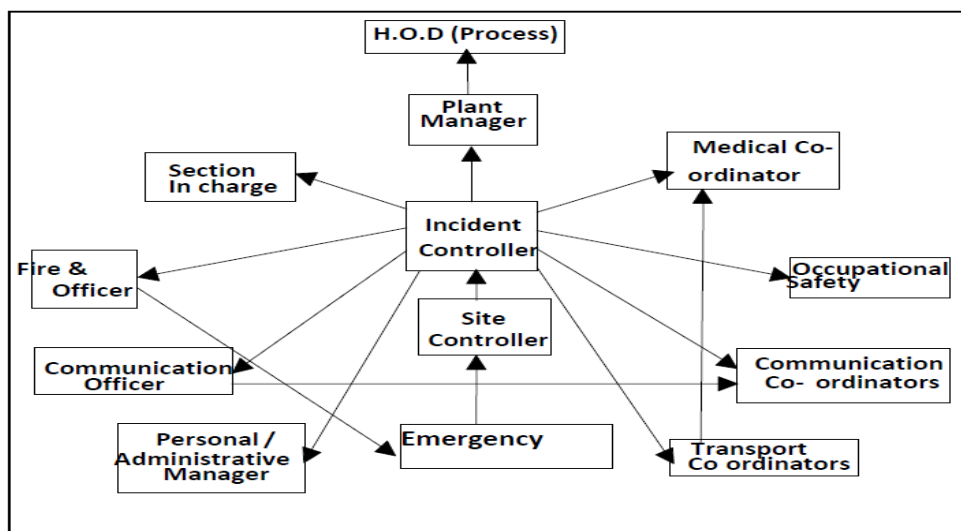 H.O.D (Process)
Plant
Manager
Medical Co-
ordinator
Section
In charge
Incident
Controller
Fire &
Officer
Occupational
Safety
Site
Controller
Communication
Officer
Communication
Co- ordinators
Personal /
Administrative
Manager
Emergency
Transport
Co ordinators